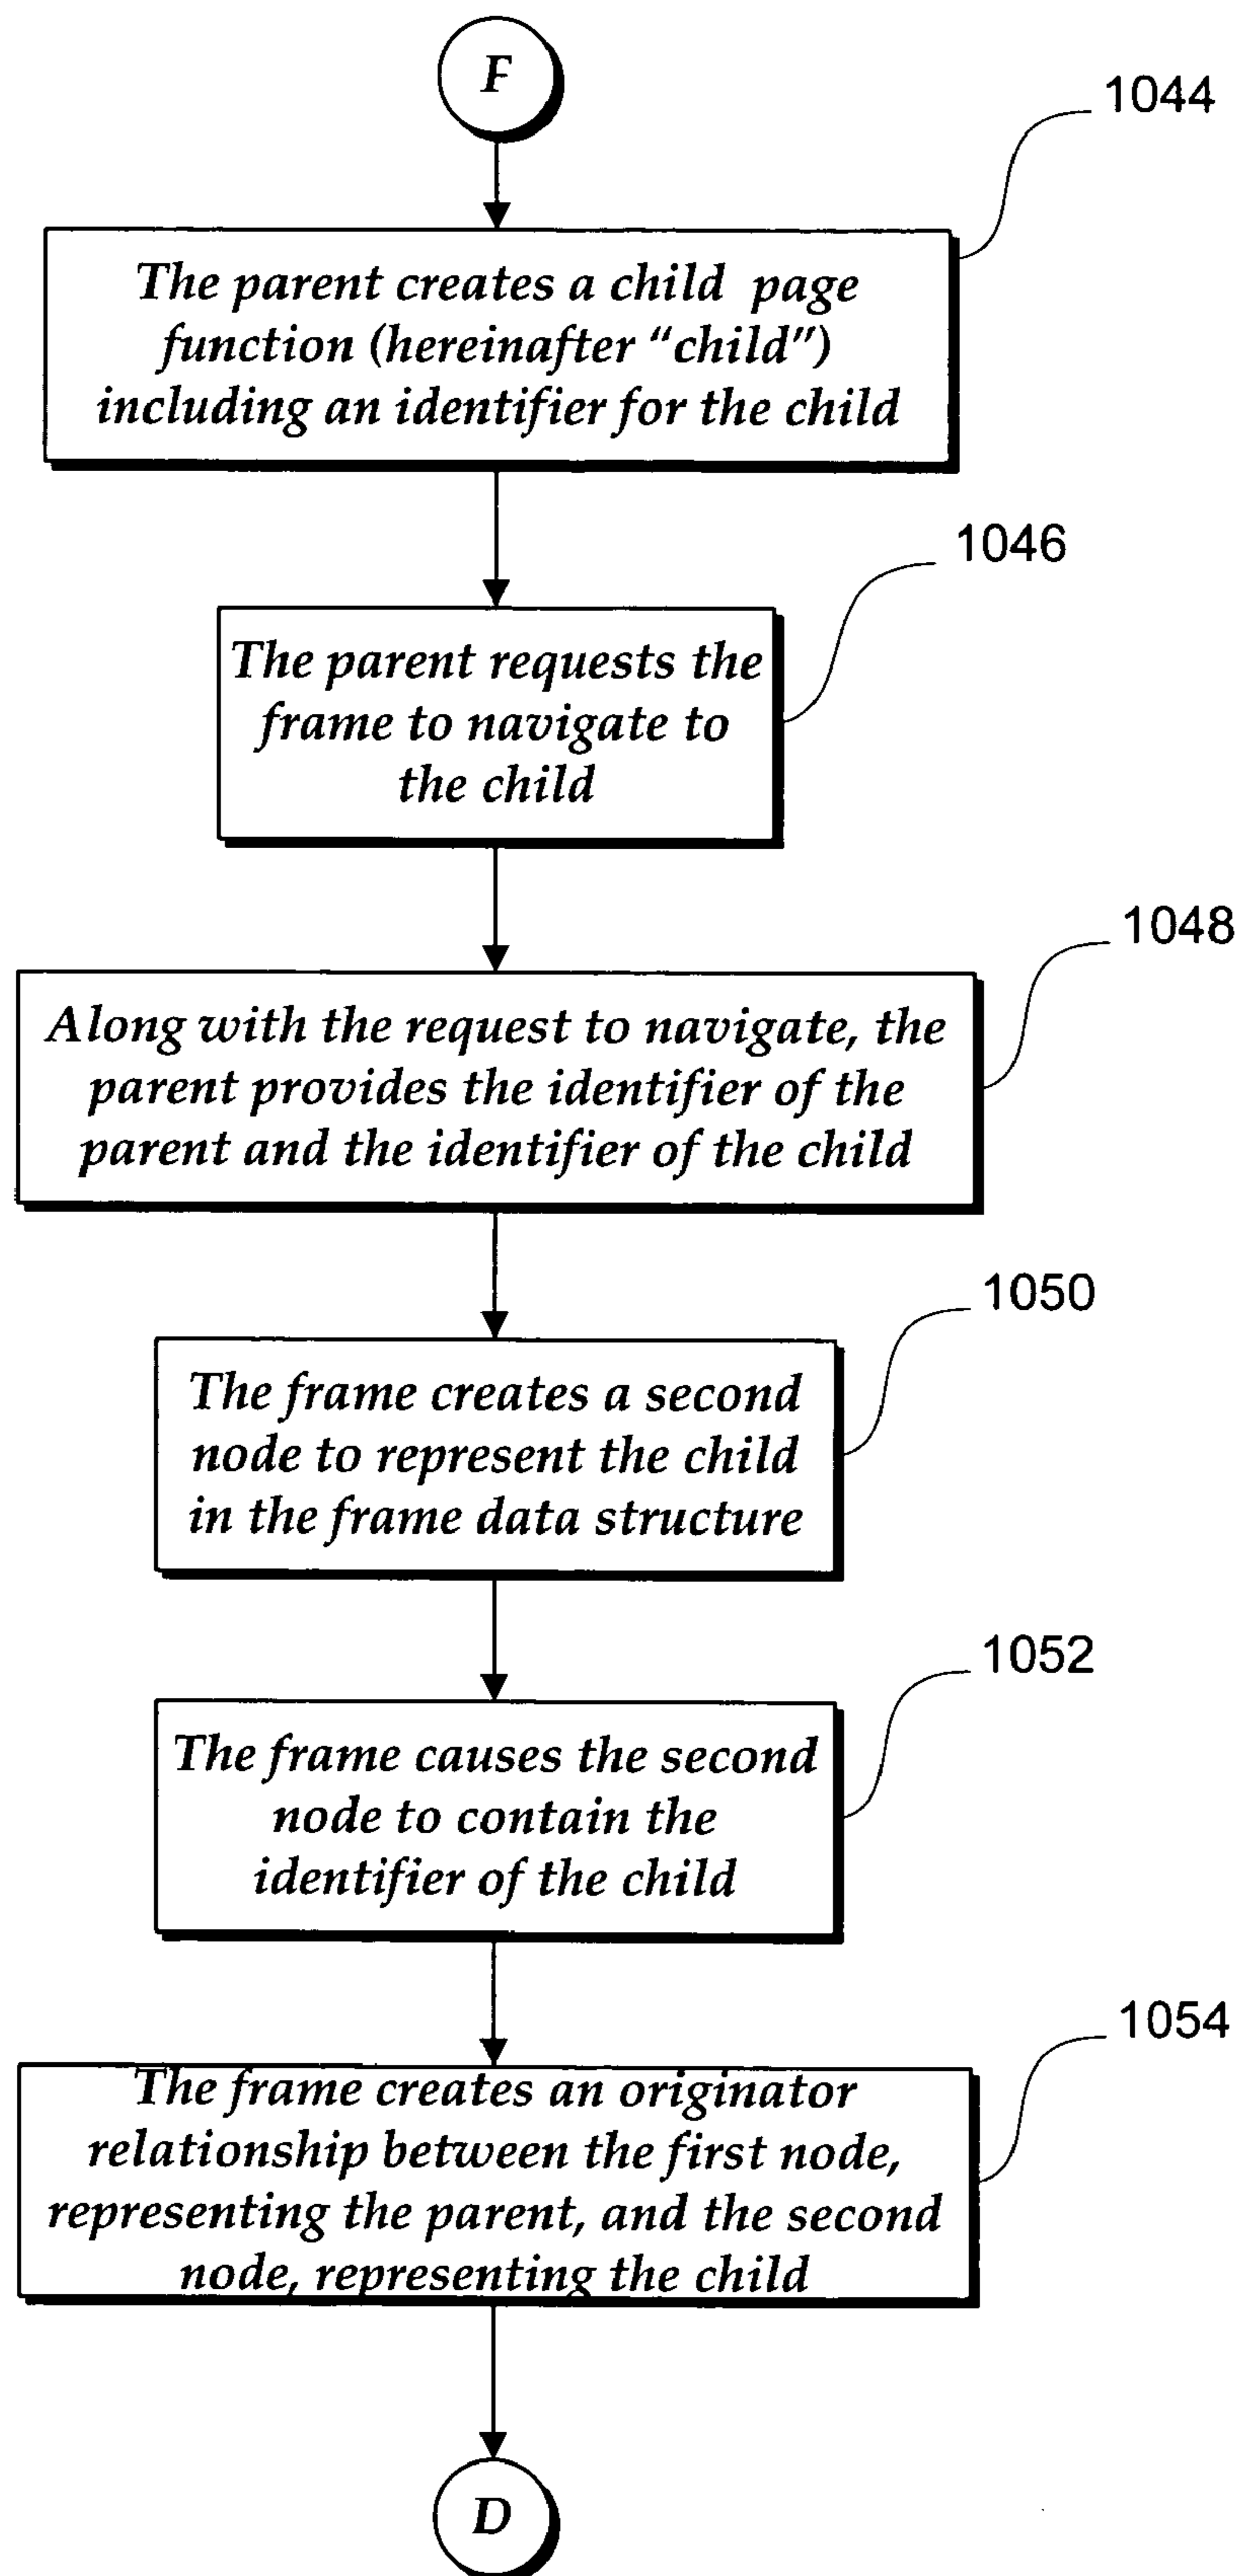 F
1044
The parent creates a child page
function (hereinafter "child")
including an identifier for the child
1046
The parent requests the
frame to navigate to
the child
1048
Along with the request to navigate, the
parent provides the identifier of the
parent and the identifier of the child
1050
The frame creates a second
node to represent the child
in the frame data structure
1052
The frame causes the second
node to contain the
identifier of the child
1054
The frame creates an originator
relationship between the first node,
representing the parent, and the second
node, representing the child
D